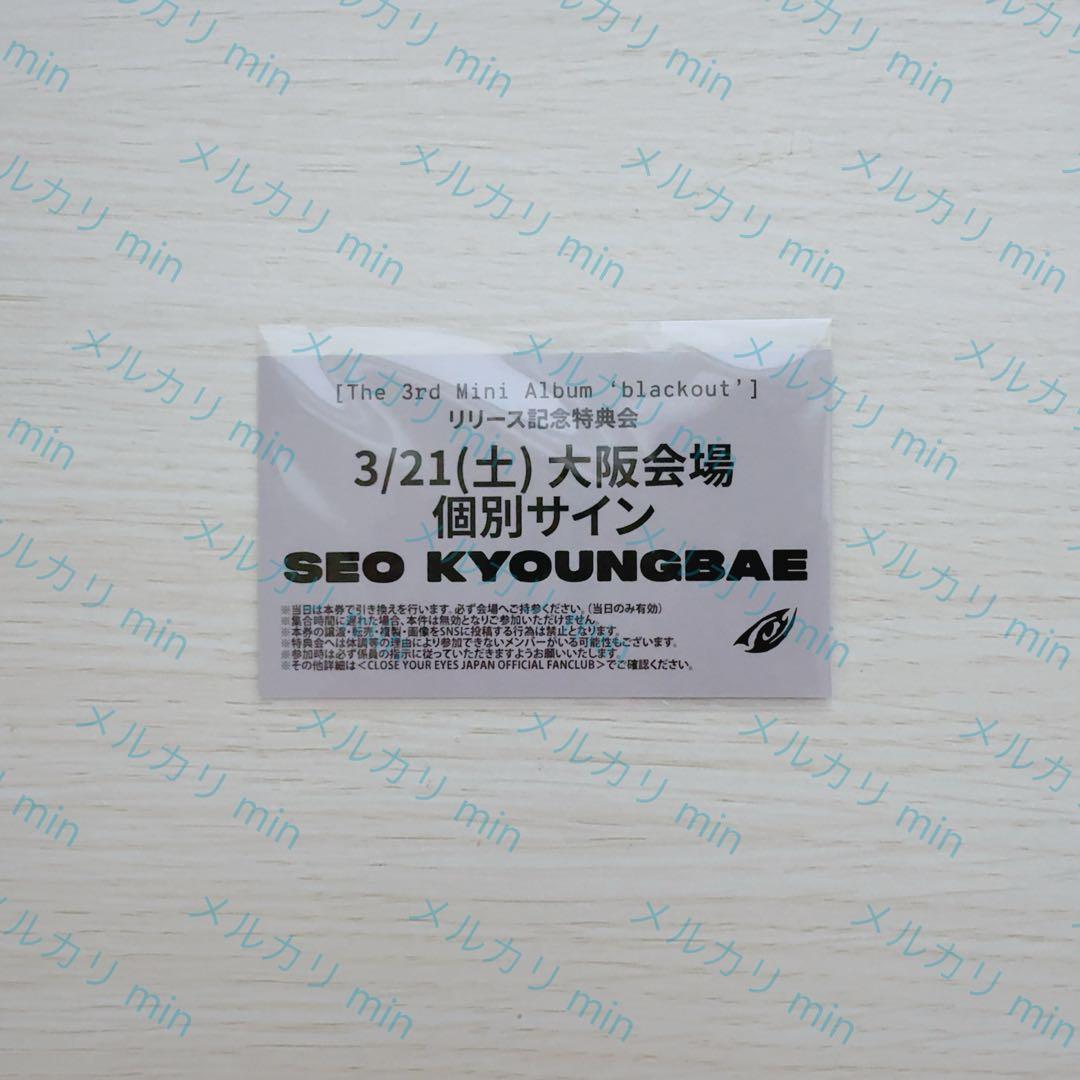 [The 3rd Mini Album ‘blackout’]
リリース記念特典会
3/21(土) 大阪会場
個別サイン
SEO KYOUNGBAE
※当日は本券で引き換えを行います。必ず会場へご持参ください。(当日のみ有効)
※集合時間に遅れた場合、本件は無効となりご参加いただけません。
※本券の譲渡・転売・複製・画像をSNSに投稿する行為は禁止となります。
※特典会へは体調等の理由により参加できないメンバーがいる可能性もございます。
※参加時は必ず係員の指示に従っていただきますようお願いいたします。
※その他詳細は<CLOSE YOUR EYES JAPAN OFFICIAL FANCLUB>でご確認ください。
メルカリ min